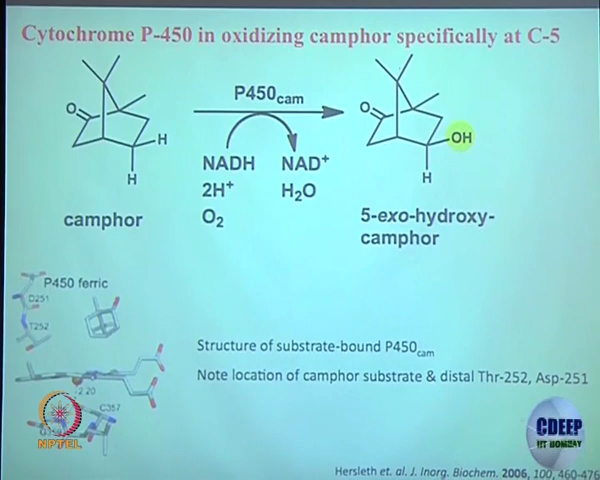 Cytochrome P-450 in oxidizing camphor specifically at C-5
P450cam
O
H
H
NADH NAD+
2H+ H2O
O2
camphor
O
OH
H
5-exo-hydroxy-
camphor
P450 ferric
D251
T252
2.20
C357
Structure of substrate-bound P450cam
Note location of camphor substrate & distal Thr-252, Asp-251
NPTEL
CDEEP
IIT BOMBAY
Hersleth et. al. J. Inorg. Biochem. 2006, 100, 460-476